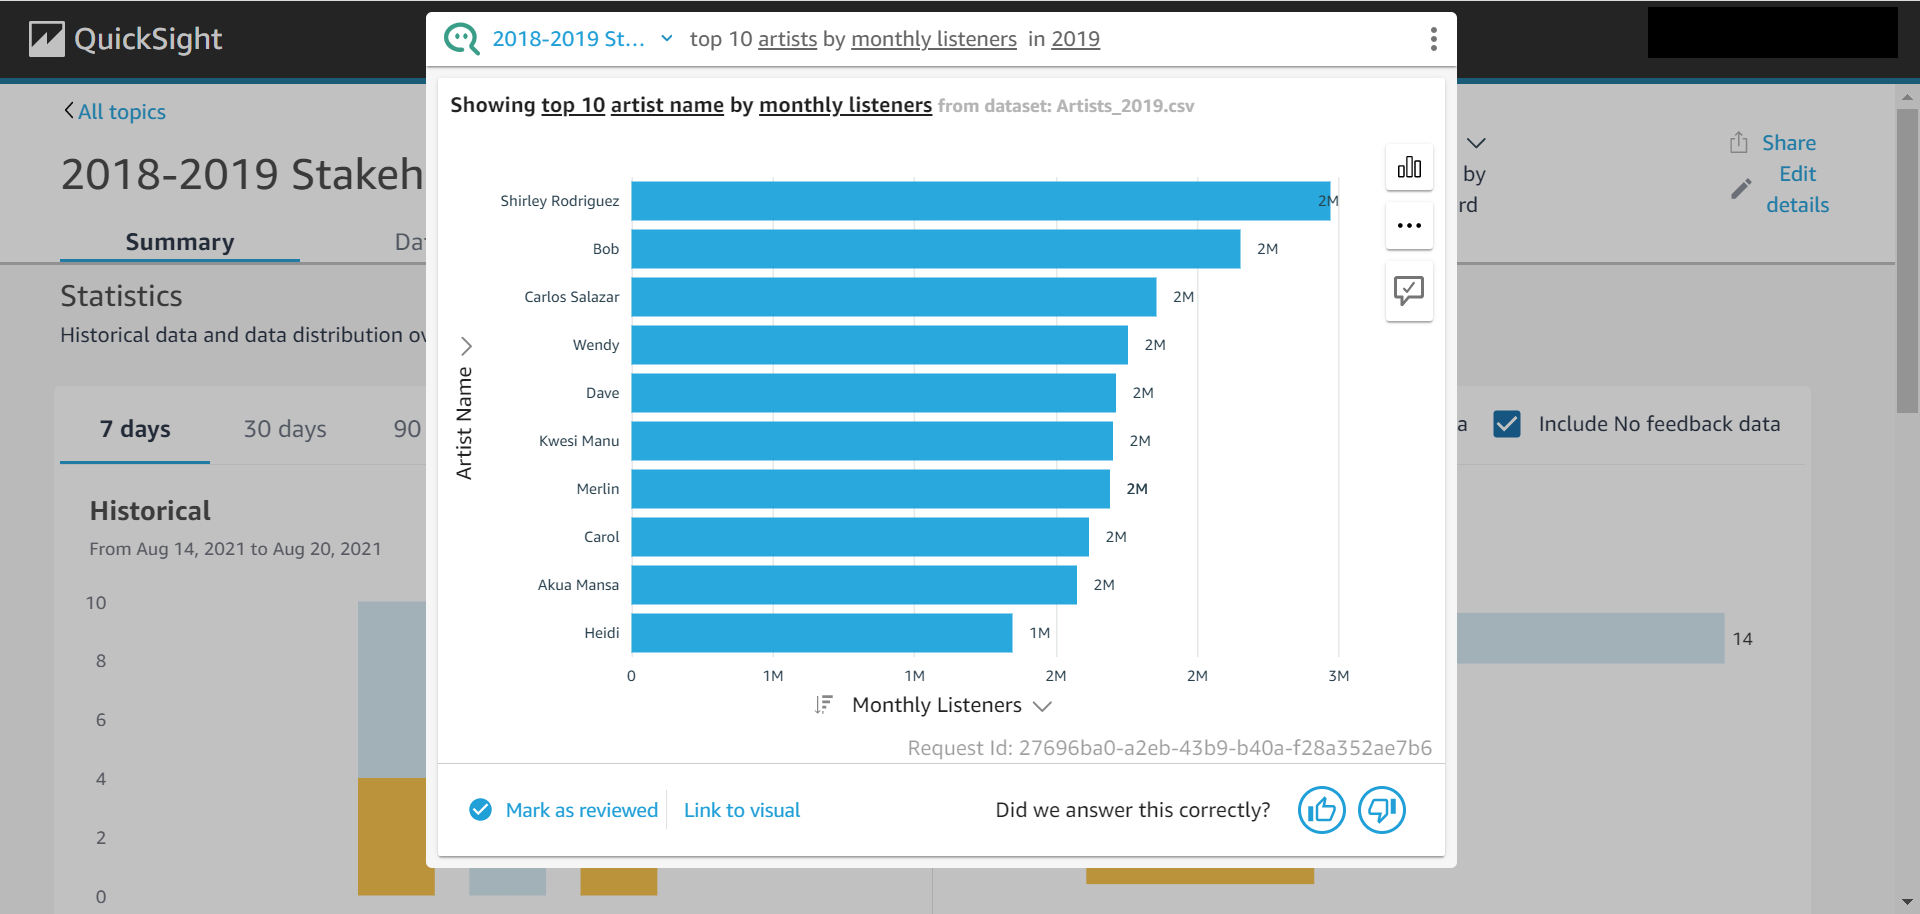 QuickSight
2018-2019 St...
top 10 artists by monthly listeners in 2019
All topics
2018-2019 Stakeh
Summary
Da
Statistics
Historical data and data distribution ov
7 days
30 days
90
Historical
From Aug 14, 2021 to Aug 20, 2021
10
8
6
4
2
0
Showing top 10 artist name by monthly listeners from dataset: Artists_2019.csv
Artist Name
Shirley Rodriguez 2M
Bob 2M
Carlos Salazar 2M
Wendy 2M
Dave 2M
Kwesi Manu 2M
Merlin 2M
Carol 2M
Akua Mansa 2M
Heidi 1M
0 1M 1M 2M 2M 3M
Monthly Listeners
Request Id: 27696ba0-a2eb-43b9-b40a-f28a352ae7b6
Mark as reviewed
Link to visual
Did we answer this correctly?
by
rd
Share
Edit
details
a
Include No feedback data
14